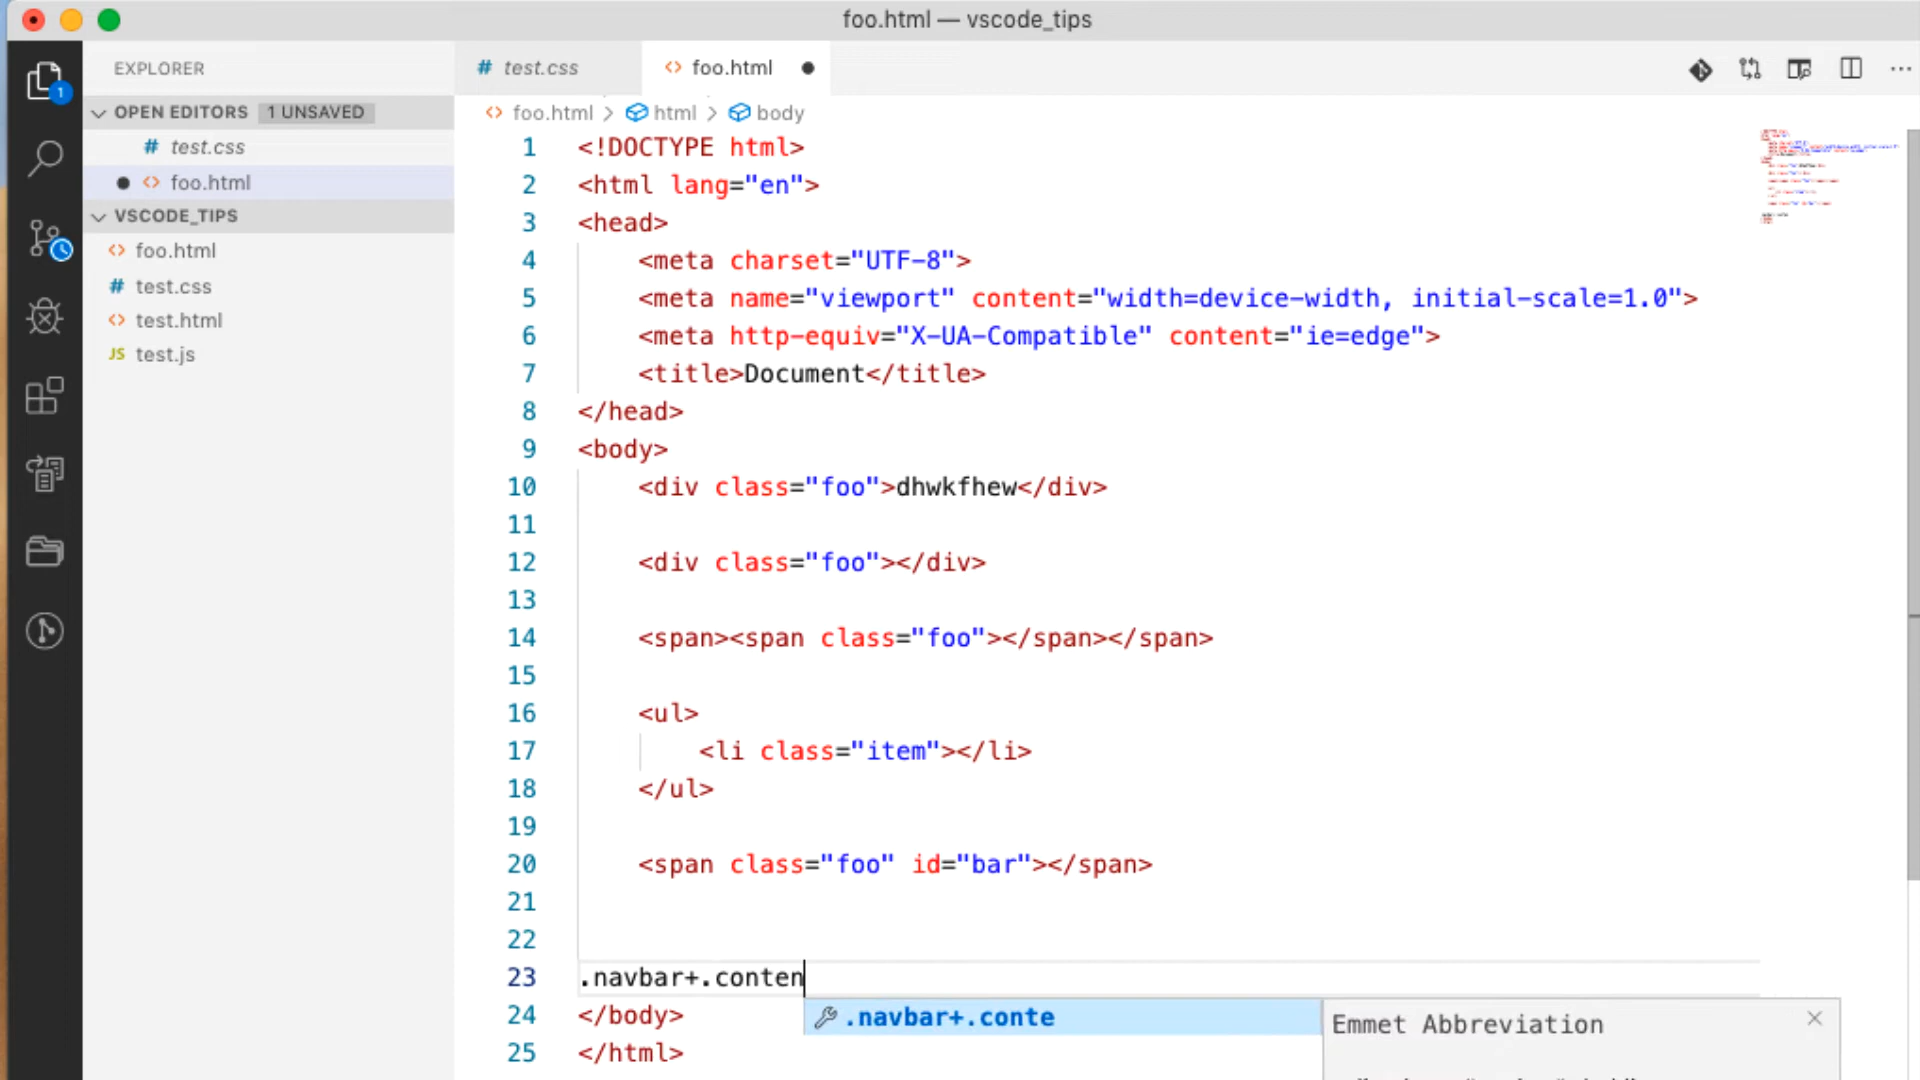 foo.html — vscode_tips
EXPLORER
OPEN EDITORS 1 UNSAVED
# test.css
<> foo.html
VSCODE_TIPS
<> foo.html
# test.css
<> test.html
JS test.js
1
# test.css <> foo.html
<> foo.html > html > body
1 <!DOCTYPE html>
2 <html lang="en">
3 <head>
4 <meta charset="UTF-8">
5 <meta name="viewport" content="width=device-width, initial-scale=1.0">
6 <meta http-equiv="X-UA-Compatible" content="ie=edge">
7 <title>Document</title>
8 </head>
9 <body>
10 <div class="foo">dhwkfhew</div>
11
12 <div class="foo"></div>
13
14 <span><span class="foo"></span></span>
15
16 <ul>
17 <li class="item"></li>
18 </ul>
19
20 <span class="foo" id="bar"></span>
21
22
23 .navbar+.conten
24 </body>
25 </html>
.navbar+.conte
Emmet Abbreviation